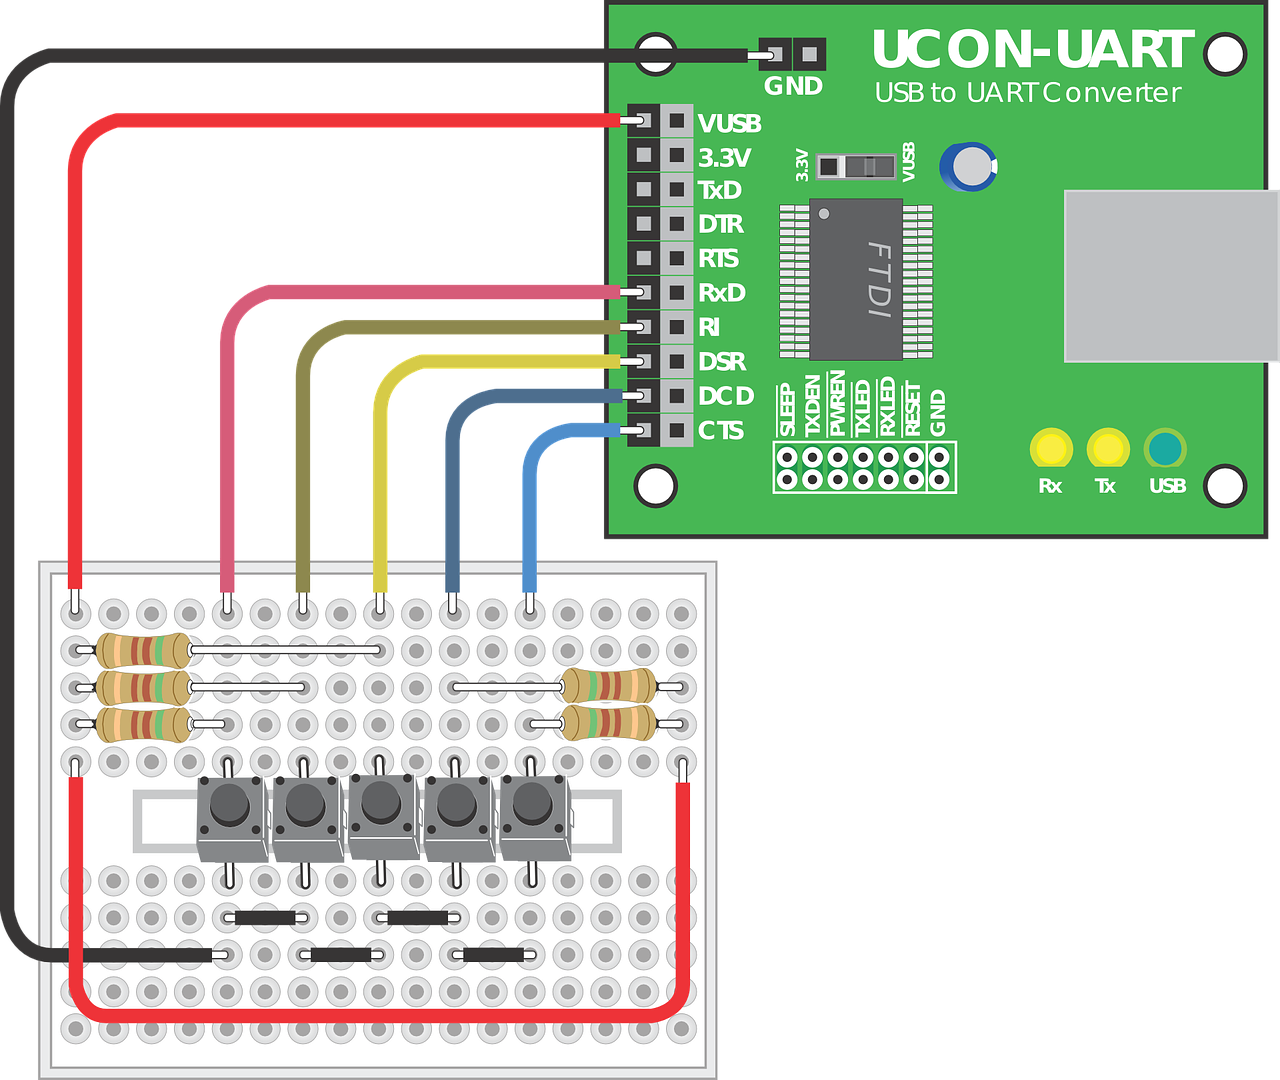 UCON-UART
USB to UART Converter
GND
VUSB
3.3V
TxD
DTR
RTS
RxD
RI
DSR
DCD
CTS
3.3V
VUSB
FTDI
SLEEP
TXDEN
PWREN
TXLED
RXLED
RESET
GND
Rx
Tx
USB